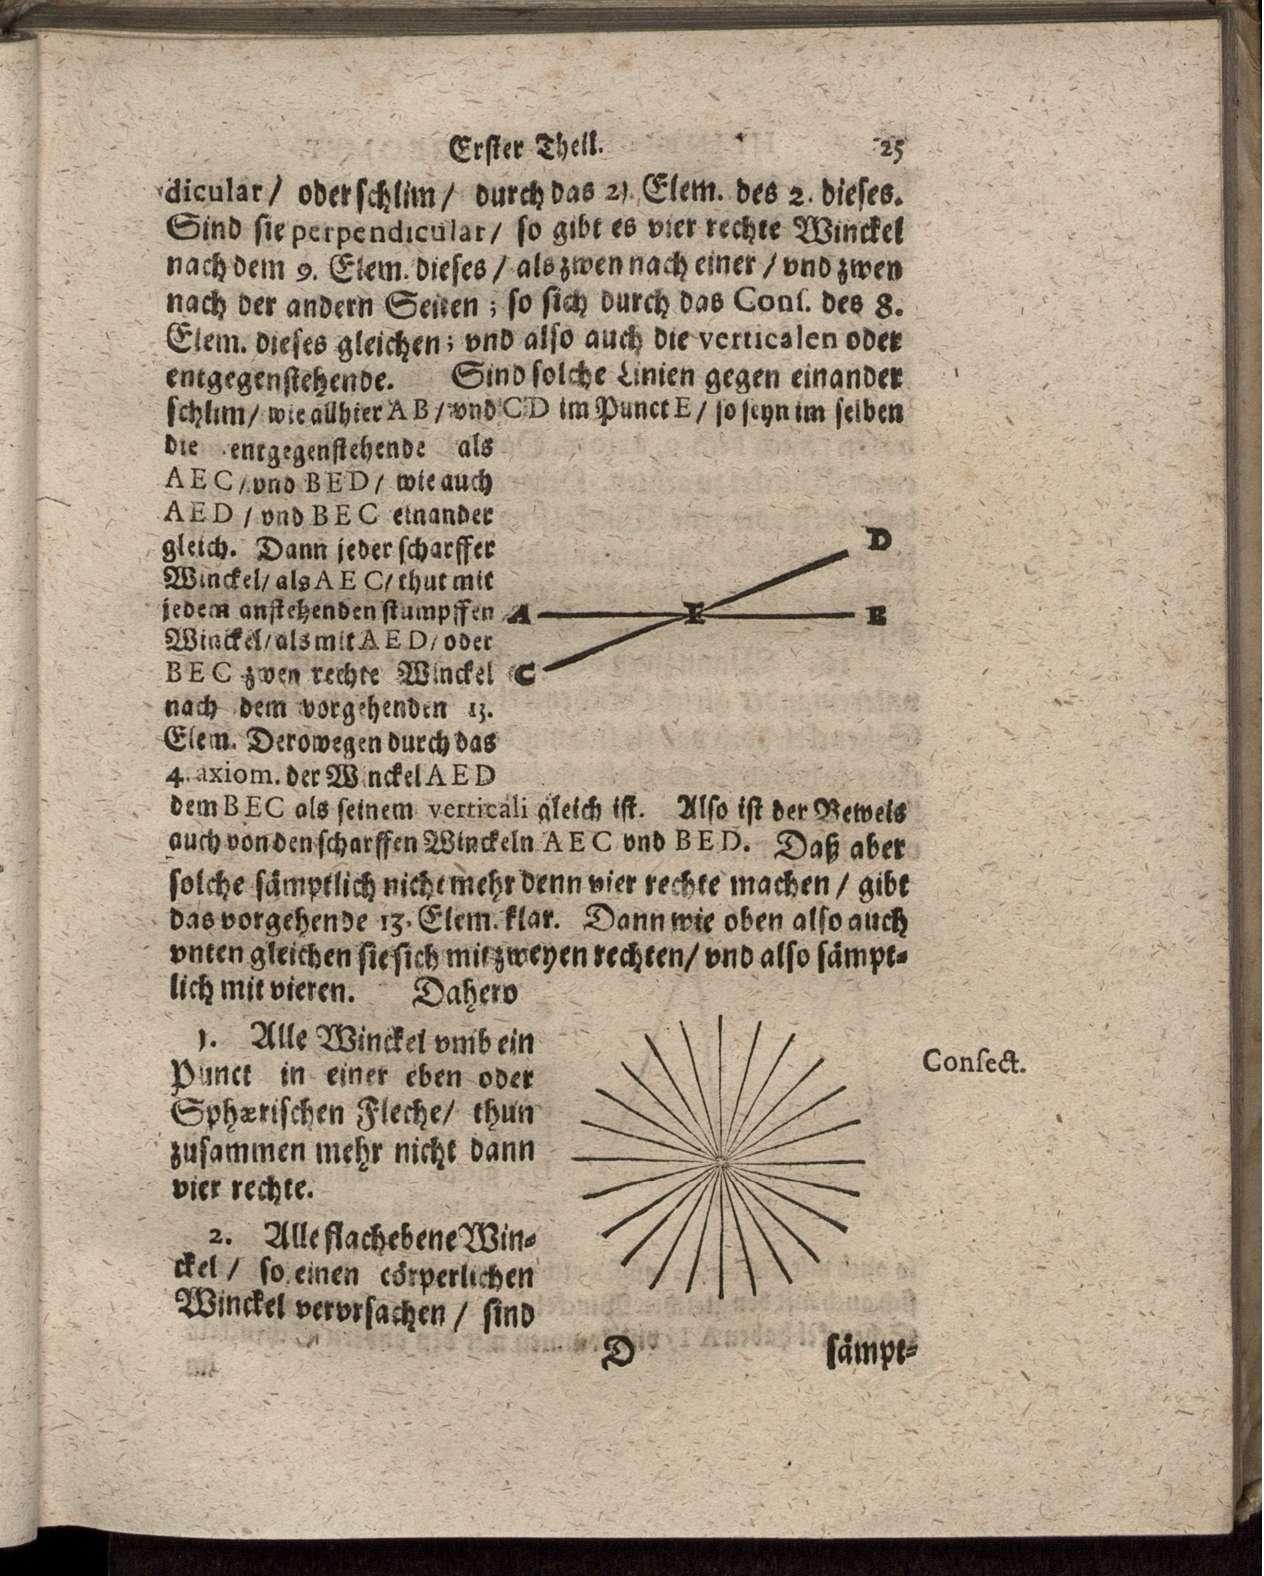 Erster Theil. 25
dicular / oder schlim / durch das 21. Elem. des 2. dieses.
Sind sie perpendicular / so gibt es vier rechte Winckel
nach dem 9. Elem. dieses / als zwen nach einer / vnd zwen
nach der andern Seiten ; so sich durch das Cons. des 8.
Elem. dieses gleichen ; vnd also auch die verticalen oder
entgegenstehende. Sind solche Linien gegen einander
schlim / wie allhier A B / vnd C D im Punct E / so seyn im selben
die entgegenstehende als
A E C / vnd B E D / wie auch
A E D / vnd B E C einander
gleich. Dann jeder scharffer
Winckel / als A E C / thut mit
jedem anstehenden stumpffen
Winckel / als mit A E D / oder
B E C zwen rechte Winckel
nach dem vorgehenden 13.
Elem. Derowegen durch das
4. axiom. der Winckel A E D
D
A E E
C
dem B E C als seinem verticali gleich ist. Also ist der Beweis
auch von den scharffen Winckeln A E C vnd B E D. Daß aber
solche sämptlich nicht mehr denn vier rechte machen / gibt
das vorgehende 13. Elem. klar. Dann wie oben also auch
vnten gleichen sie sich mit zweyen rechten / vnd also sämpt-
lich mit vieren. Dahero
1. Alle Winckel vmb ein
Punct in einer eben oder
Sphærischen Fleche / thun
zusammen mehr nicht dann
vier rechte.
Consect.
2. Alle flachebene Win-
ckel / so einen cörperlichen
Winckel vervrsachen / sind
D sämpt-